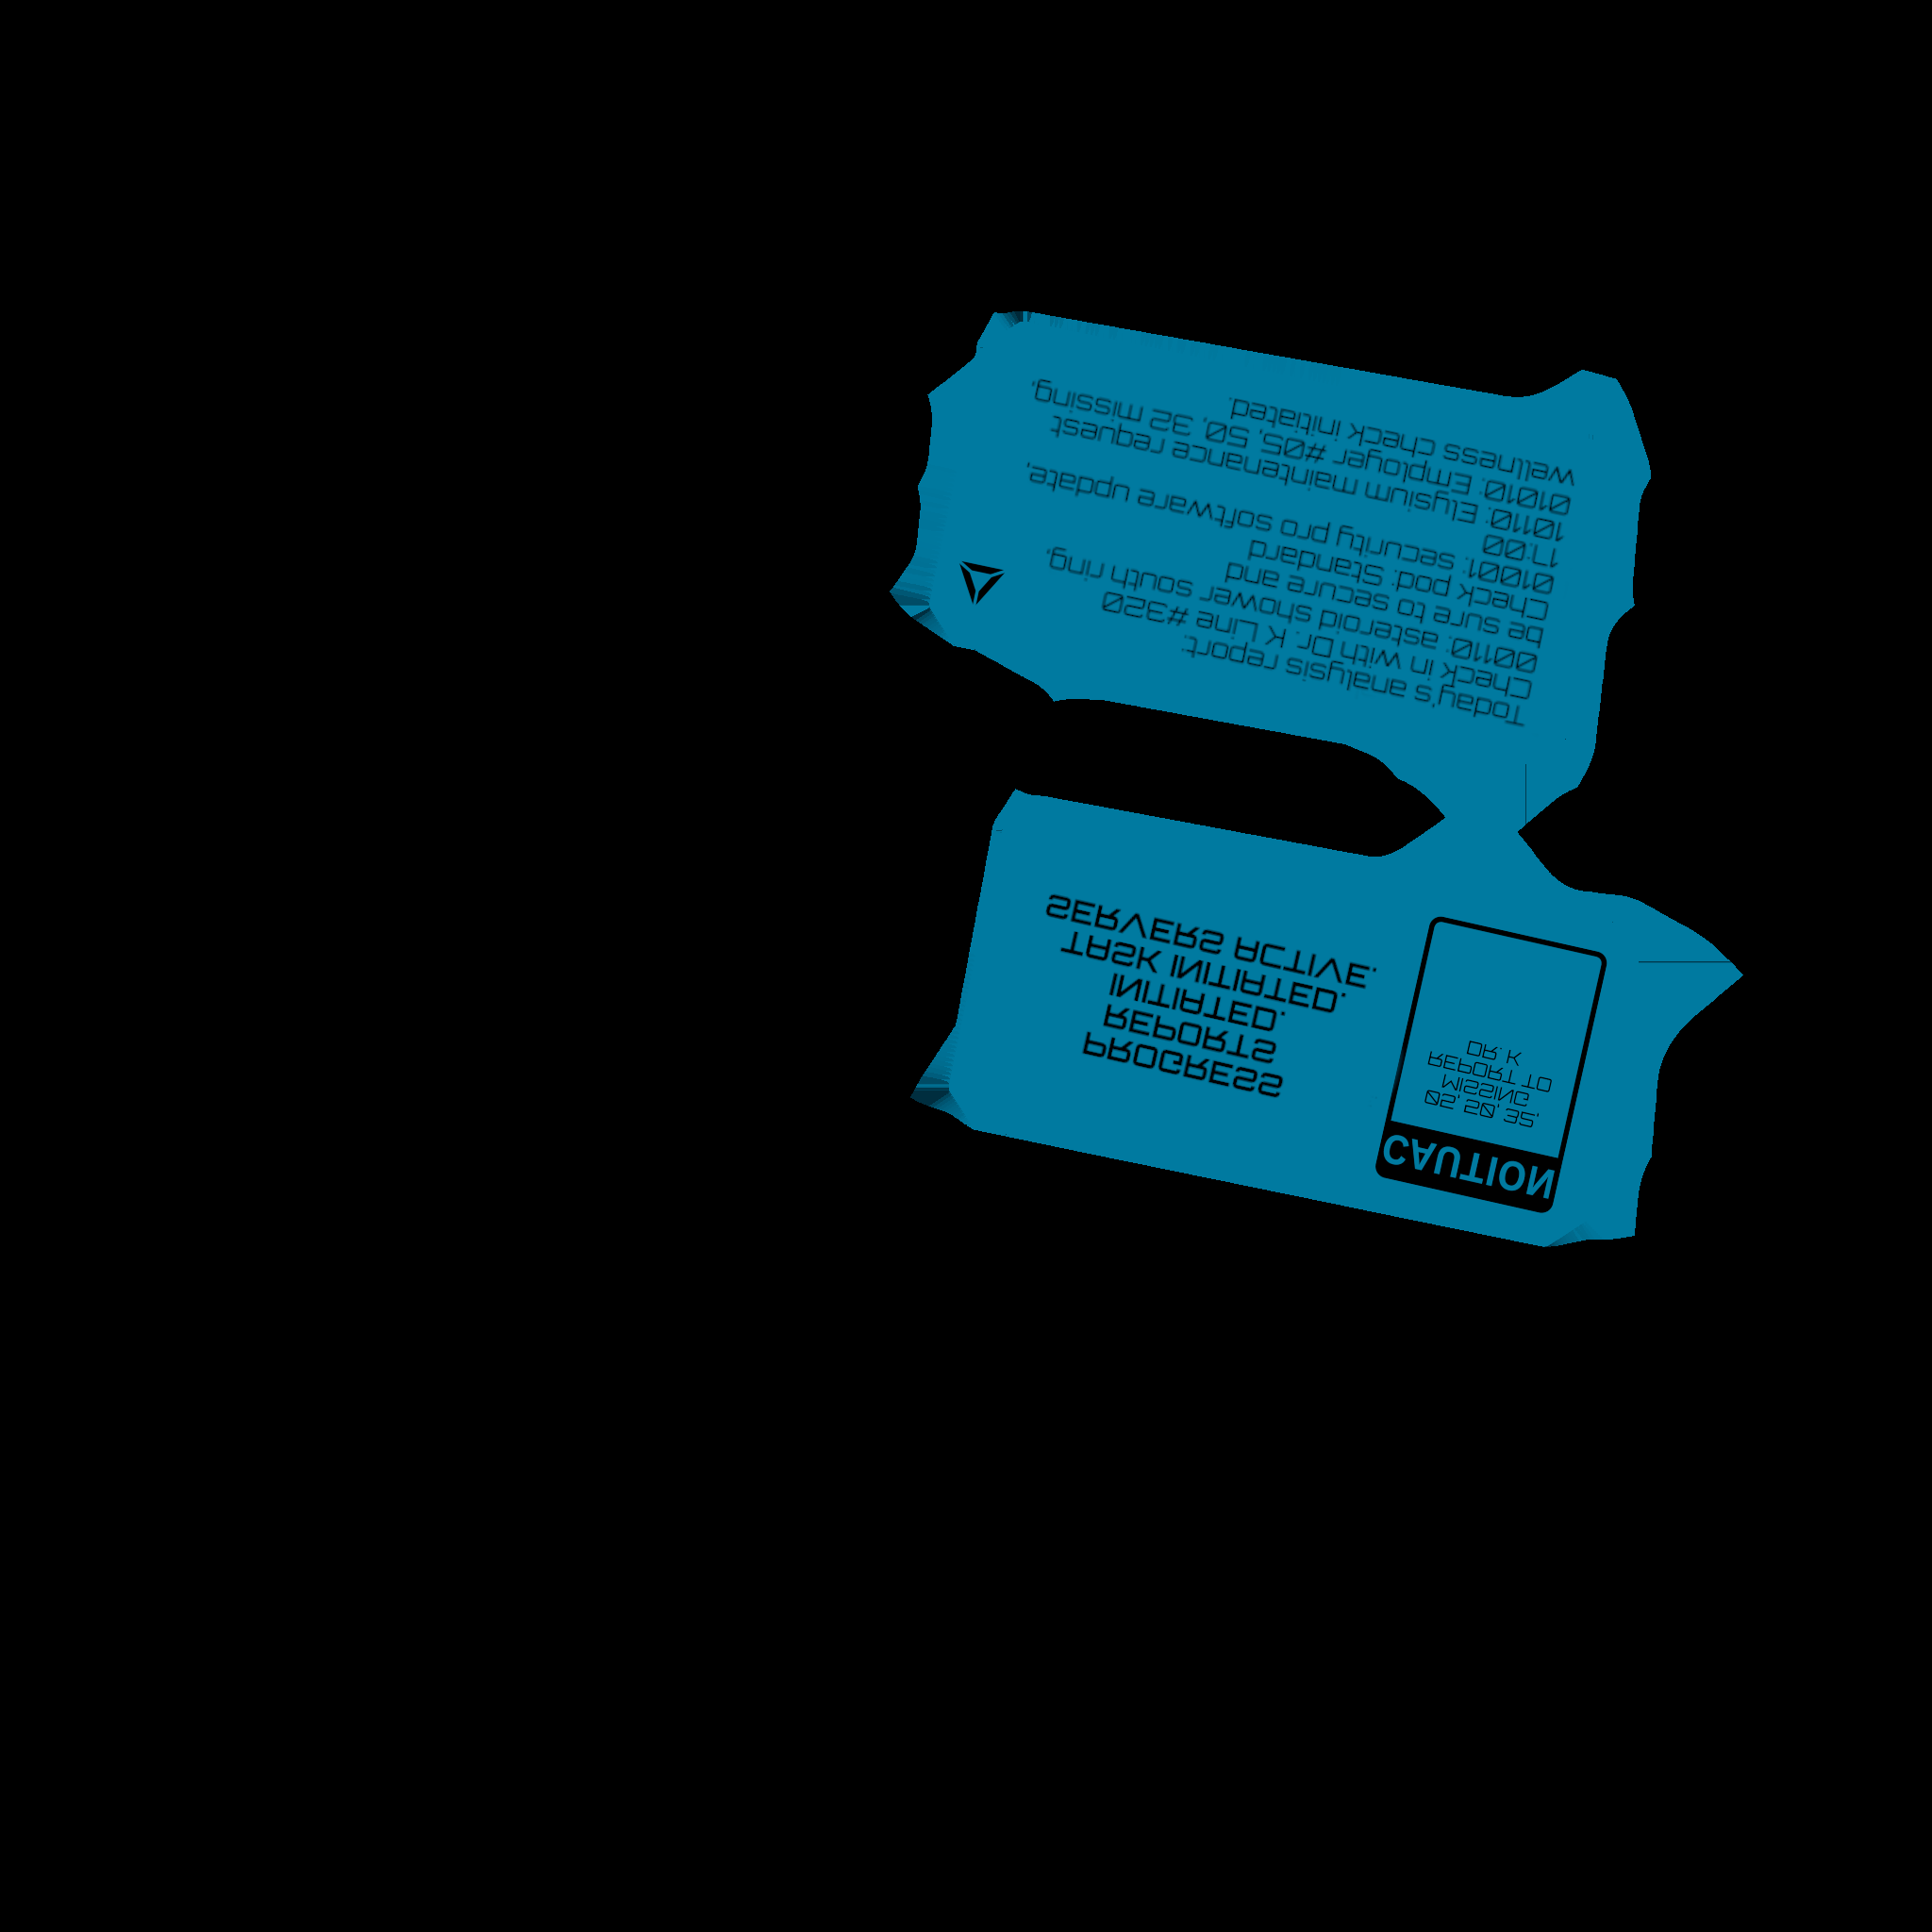 Today's analysis report:
Check in with Dr. K Line #320
00110: asteroid shower south ring,
be sure to secure and
Check pod. Standard
01001: security pro software update,
11:00
10110: Elysium maintenance request
01010: Employer #05, 50, 32 missing,
wellness check initiated.
PROGRESS
REPORTS
INITIATED.
TASK INITIATED.
SERVERS ACTIVE.
CAUTION
05, 50, 32,
MISSING
REPORT TO
DR. K